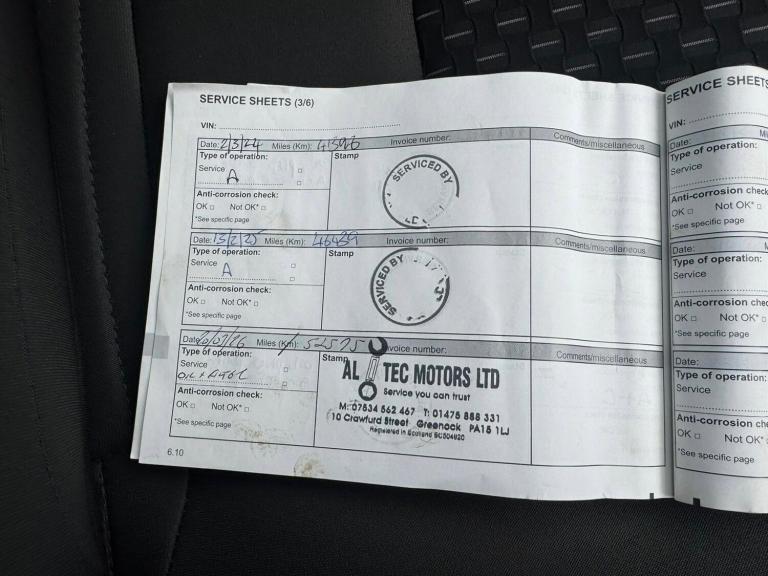 SERVICE SHEETS (3/6)
VIN:
Date: 2/3/24 Miles (Km): 41396 Invoice number: Comments/miscellaneous
Type of operation: Stamp
Service
A
SERVICED BY
Anti-corrosion check:
OK Not OK*
*See specific page
Date: 13/2/25 Miles (Km): 46439 Invoice number: Comments/miscellaneous
Type of operation: Stamp
Service
A
SERVICED BY
Anti-corrosion check:
OK Not OK*
*See specific page
Date: Miles (Km): 52575 Invoice number: Comments/miscellaneous
Type of operation: Stamp
Service
OIL +
AL TEC MOTORS LTD
Service you can trust
M: 07534 562 467 T: 01475 888 331
10 Crawfurd Street Greenock PA15 1LJ
Registered in Scotland SC504920
Anti-corrosion check:
OK Not OK*
*See specific page
6.10
SERVICE SHEETS
VIN:
Date:
Type of operation:
Service
Anti-corrosion
OK Not OK*
*See specific page
Date:
Type of operation:
Service
Anti-corrosion
OK Not OK*
*See specific page
Date:
Type of operation:
Service
Anti-corrosion
OK Not OK*
*See specific page